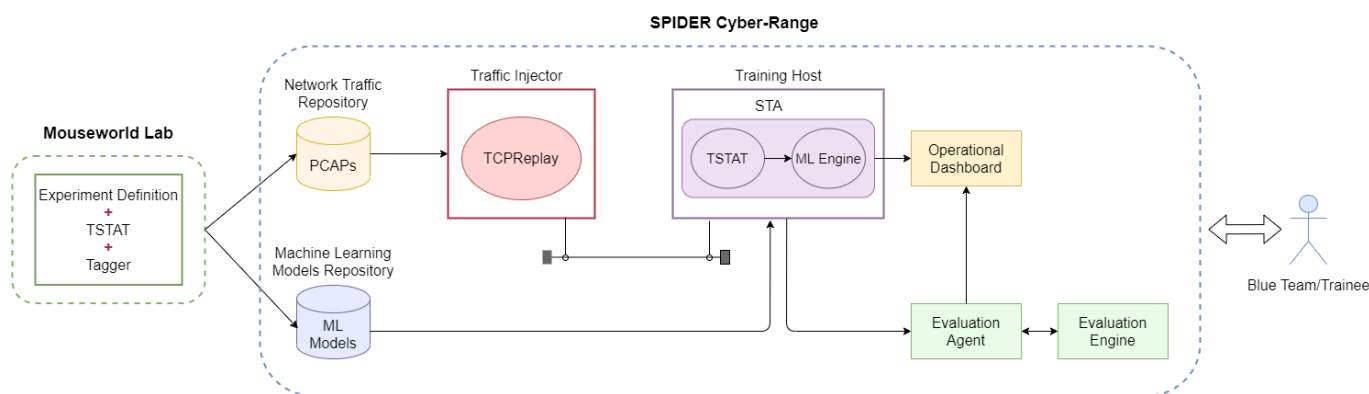 SPIDER Cyber-Range
Mouseworld Lab
Experiment Definition
+
TSTAT
+
Tagger
Network Traffic
Repository
PCAPs
Machine Learning
Models Repository
ML
Models
Traffic Injector
TCPReplay
Training Host
STA
TSTAT
ML Engine
Operational
Dashboard
Evaluation
Agent
Evaluation
Engine
Blue Team/Trainee